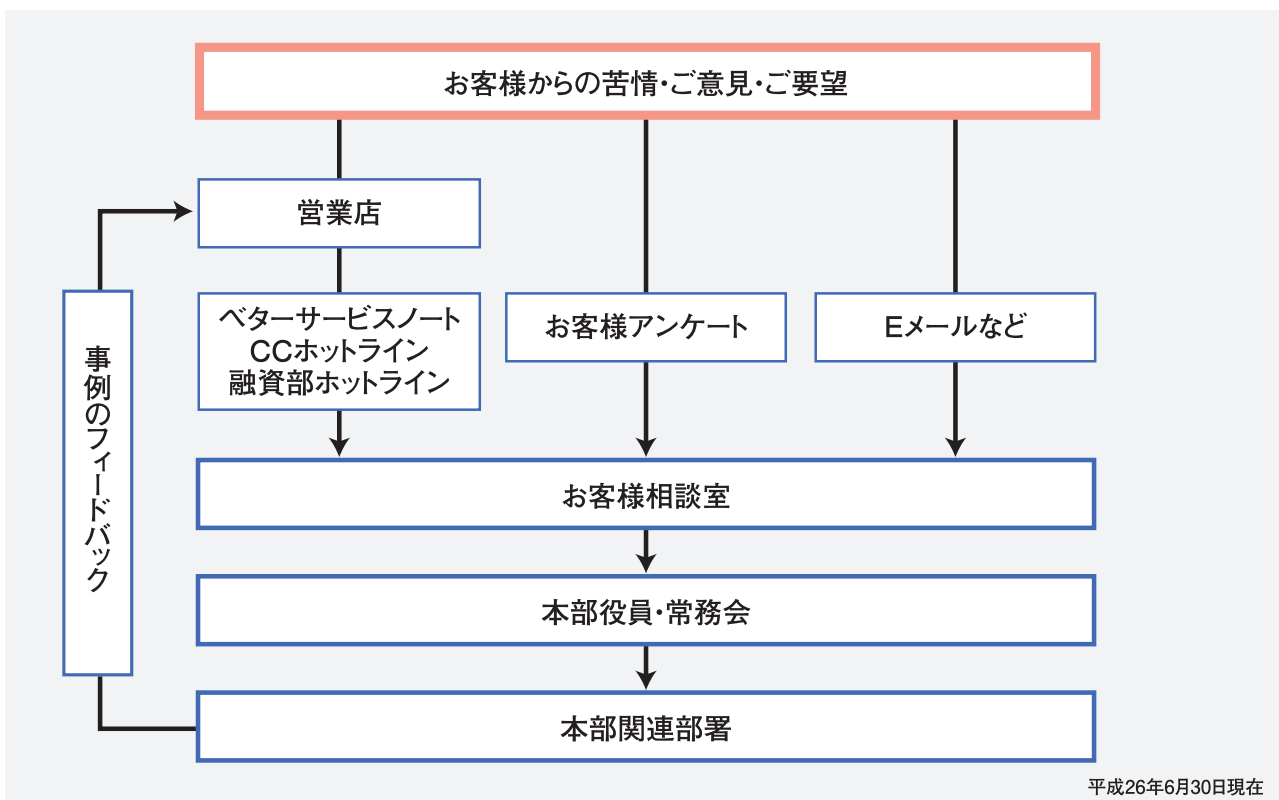 お客様からの苦情・ご意見・ご要望
営業店
ベターサービスノート
CCホットライン
融資部ホットライン
お客様アンケート
Eメールなど
事例のフィードバック
お客様相談室
本部役員・常務会
本部関連部署
平成26年6月30日現在